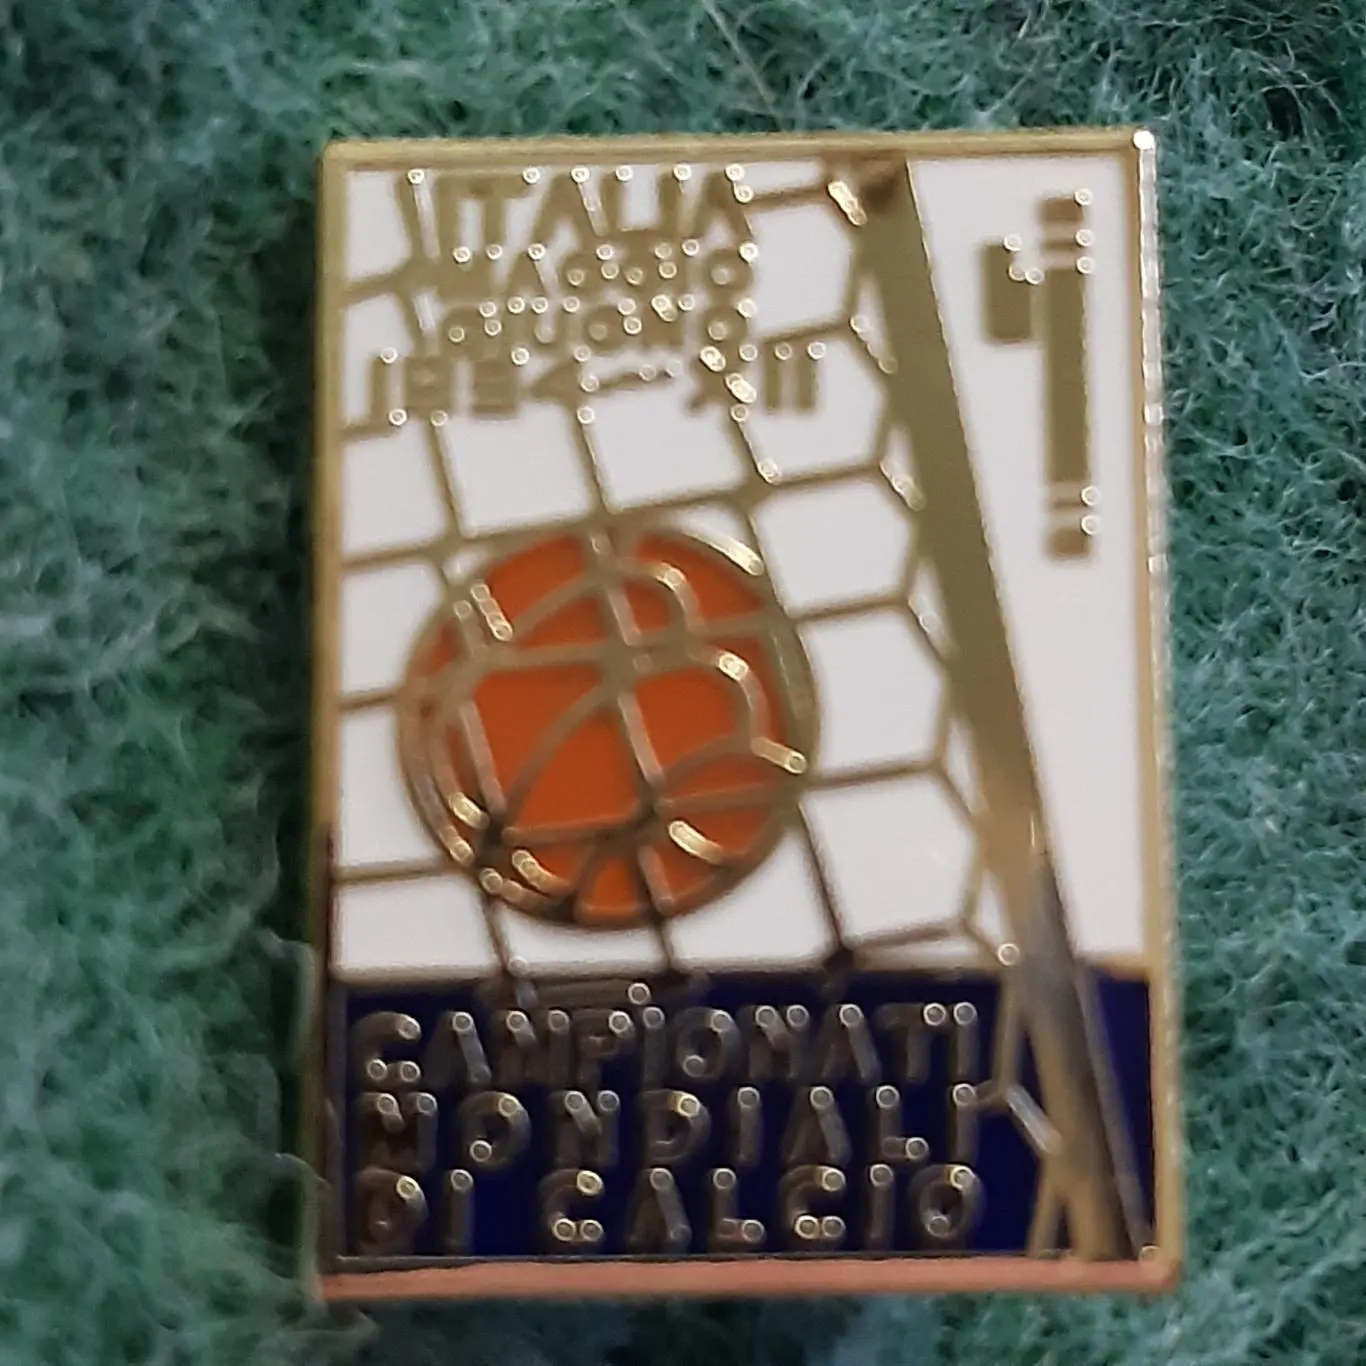 ITALIA
MAGGIO
GIUGNO
1934-XII
CAMPIONATI
MONDIALI
DI CALCIO